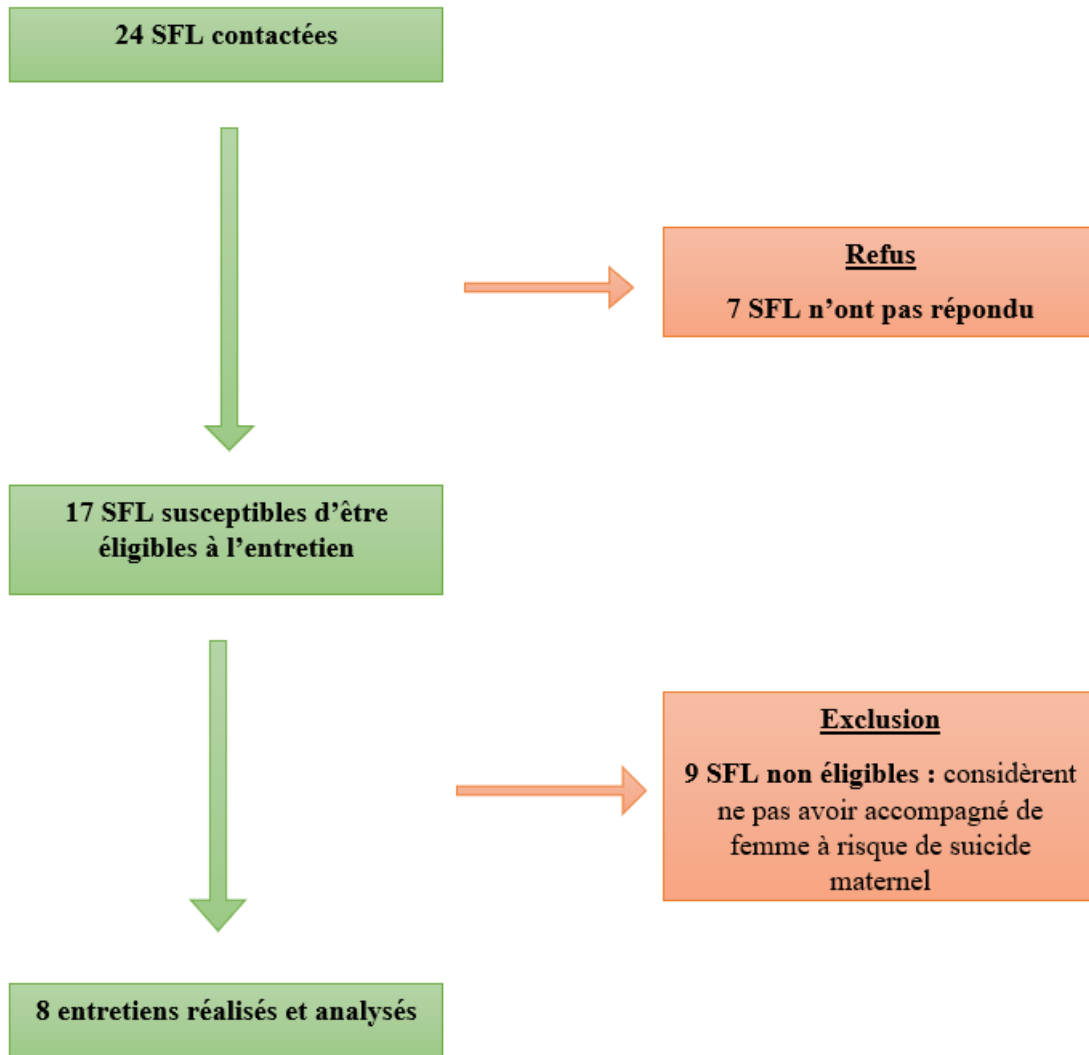 24 SFL contactées
Refus
7 SFL n’ont pas répondu
17 SFL susceptibles d’être
éligibles à l’entretien
Exclusion
9 SFL non éligibles : considèrent
ne pas avoir accompagné de
femme à risque de suicide
maternel
8 entretiens réalisés et analysés